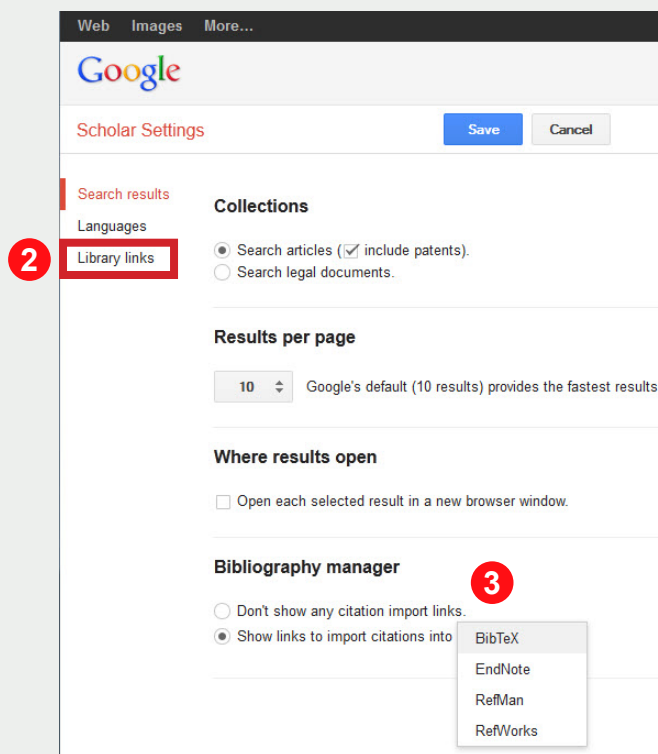 Web Images More...
Google
Scholar Settings
Save Cancel
Search results
Languages
2
Library links
Collections
Search articles ( include patents).
Search legal documents.
Results per page
10 Google's default (10 results) provides the fastest results
Where results open
Open each selected result in a new browser window.
Bibliography manager
3
Don't show any citation import links.
Show links to import citations into
BibTeX
EndNote
RefMan
RefWorks